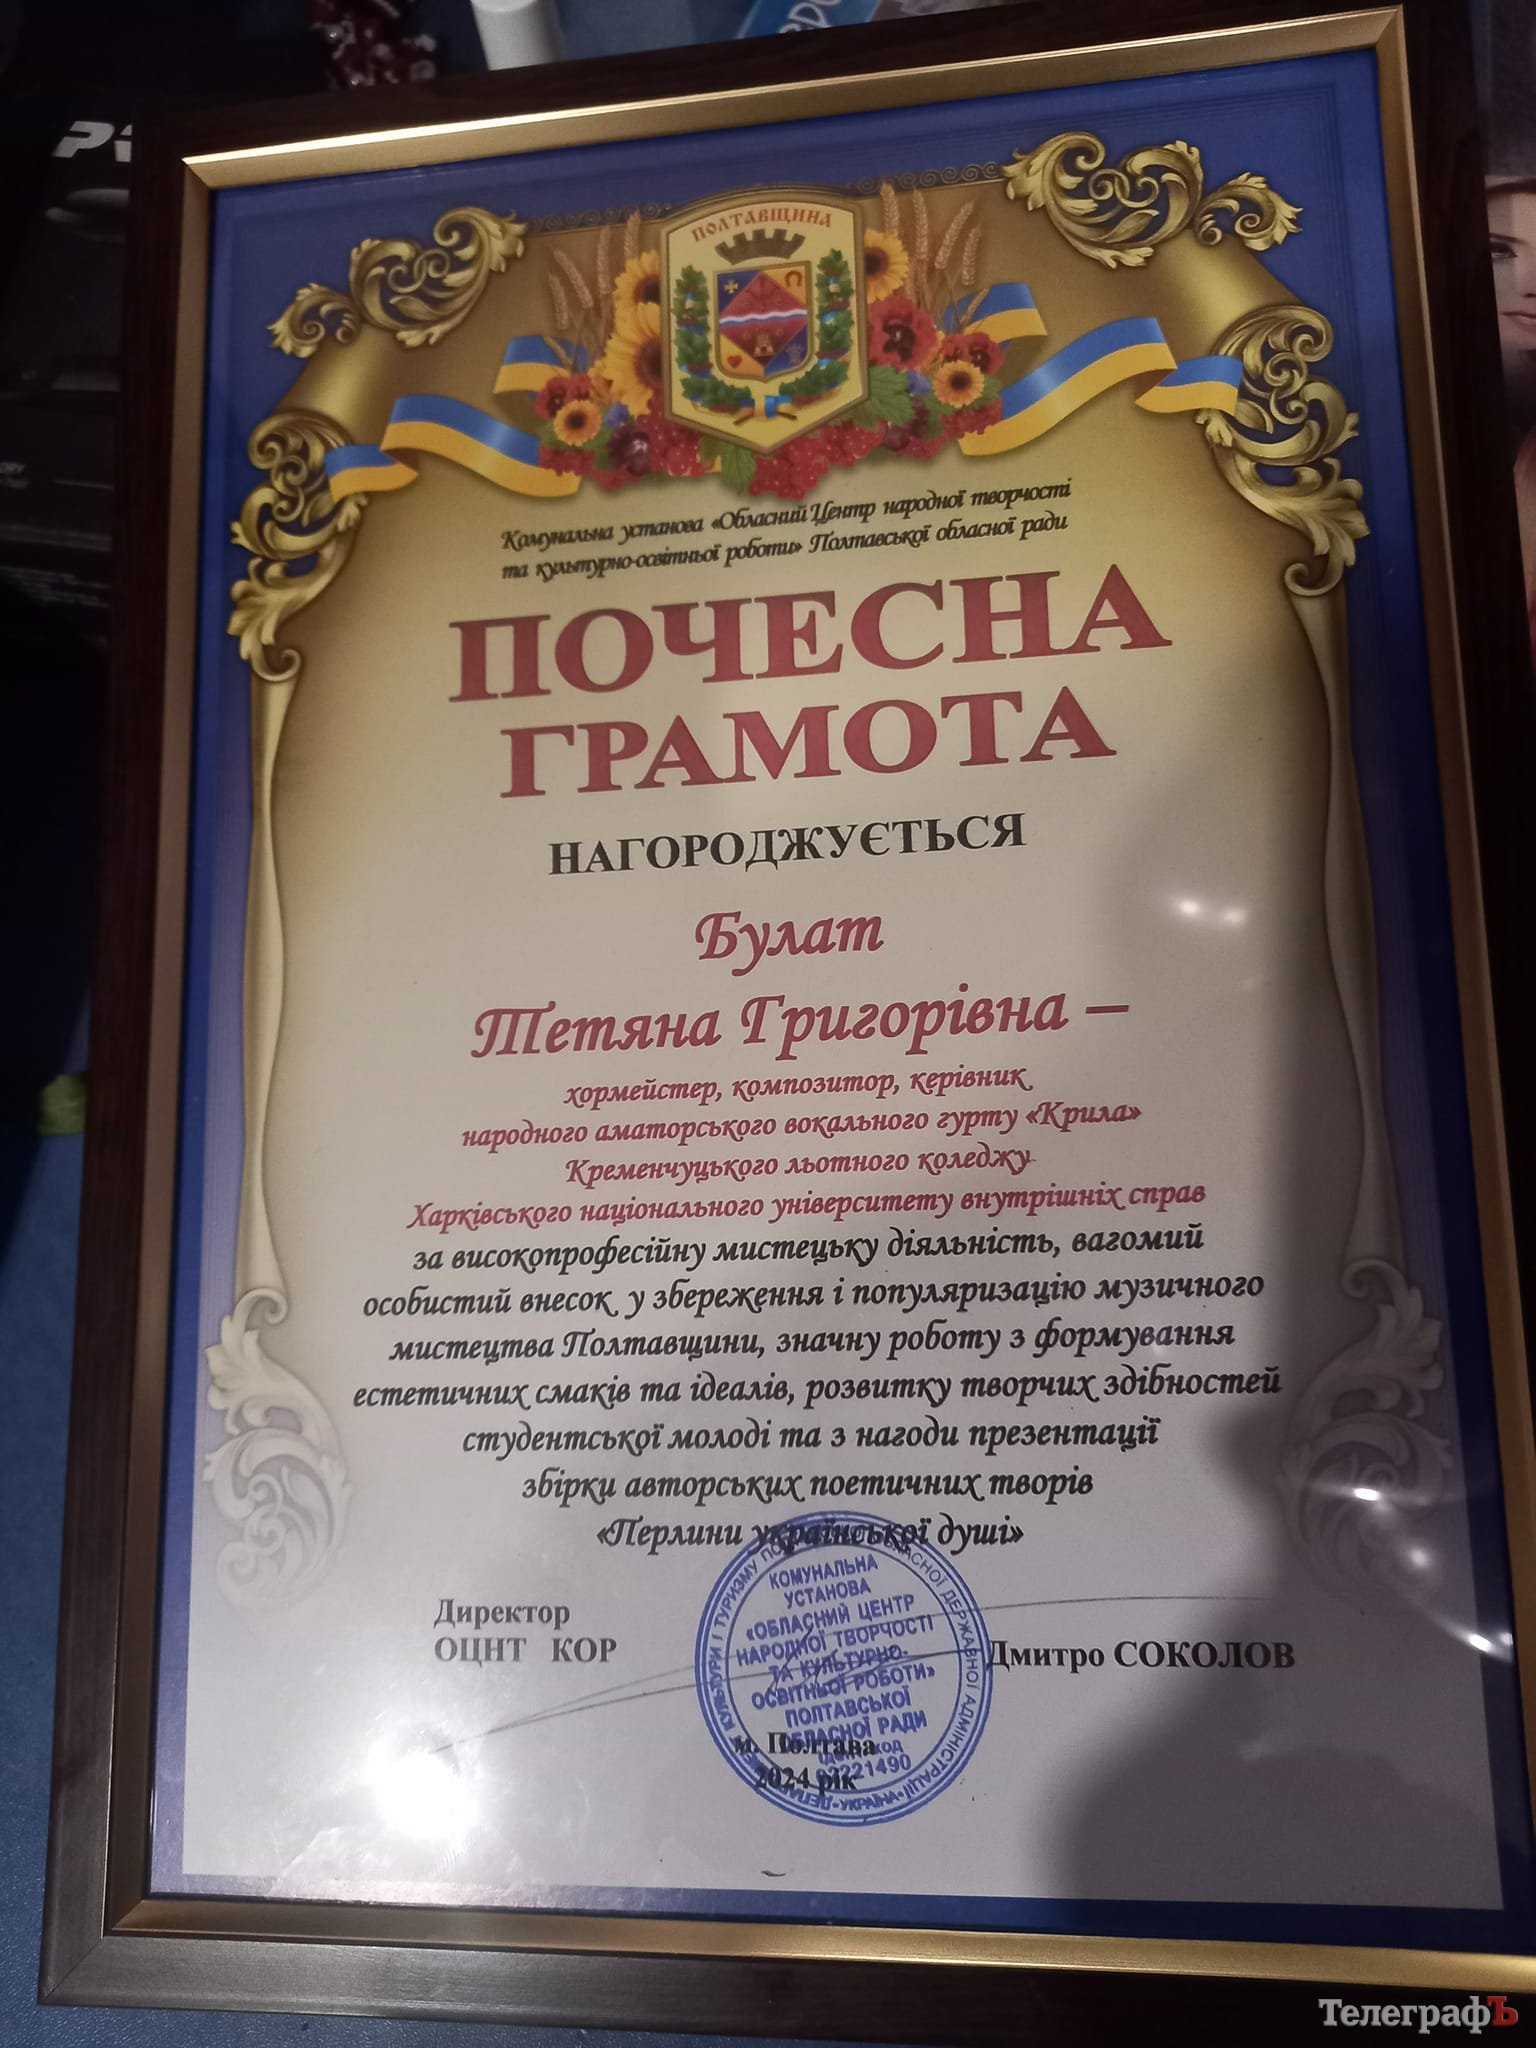 ПОЛТАВЩИНА
Комунальна установа «Обласний Центр народної творчості
та культурно-освітньої роботи» Полтавської обласної ради
ПОЧЕСНА
ГРАМОТА
НАГОРОДЖУЄТЬСЯ
Булат
Тетяна Григорівна –
хормейстер, композитор, керівник
народного аматорського вокального гурту «Крила»
Кременчуцького льотного коледжу
Харківського національного університету внутрішніх справ
за високопрофесійну мистецьку діяльність, вагомий
особистий внесок у збереження і популяризацію музичного
мистецтва Полтавщини, значну роботу з формування
естетичних смаків та ідеалів, розвитку творчих здібностей
студентської молоді та з нагоди презентації
збірки авторських поетичних творів
«Перлини української душі»
Директор
ОЦНТ КОР
Дмитро СОКОЛОВ
КОМУНАЛЬНА
УСТАНОВА
«ОБЛАСНИЙ ЦЕНТР
НАРОДНОЇ ТВОРЧОСТІ
ТА КУЛЬТУРНО-
ОСВІТНЬОЇ РОБОТИ»
ПОЛТАВСЬКОЇ
ОБЛАСНОЇ РАДИ
м. Полтава
2024 рік
ТелеграфЪ